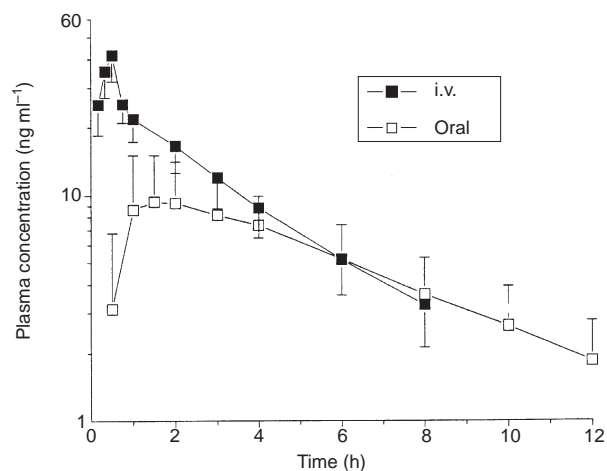 60
10
1
Plasma concentration (ng ml⁻¹)
i.v.
Oral
0 2 4 6 8 10 12
Time (h)